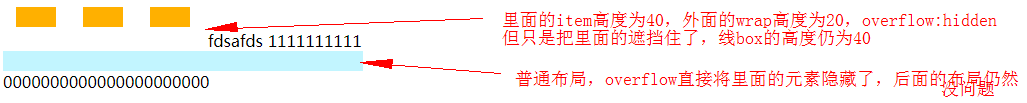 里面的item高度为40，外面的wrap高度为20，overflow:hidden
但只是把里面的遮挡住了，线box的高度仍为40
fdsafds 1111111111
普通布局，overflow直接将里面的元素隐藏了，后面的布局仍然
没问题
0000000000000000000000